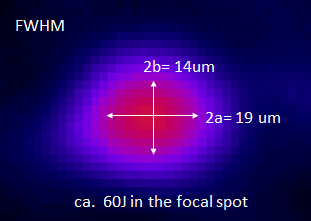 FWHM
2b= 14um
2a= 19 um
ca.  60J in the focal spot